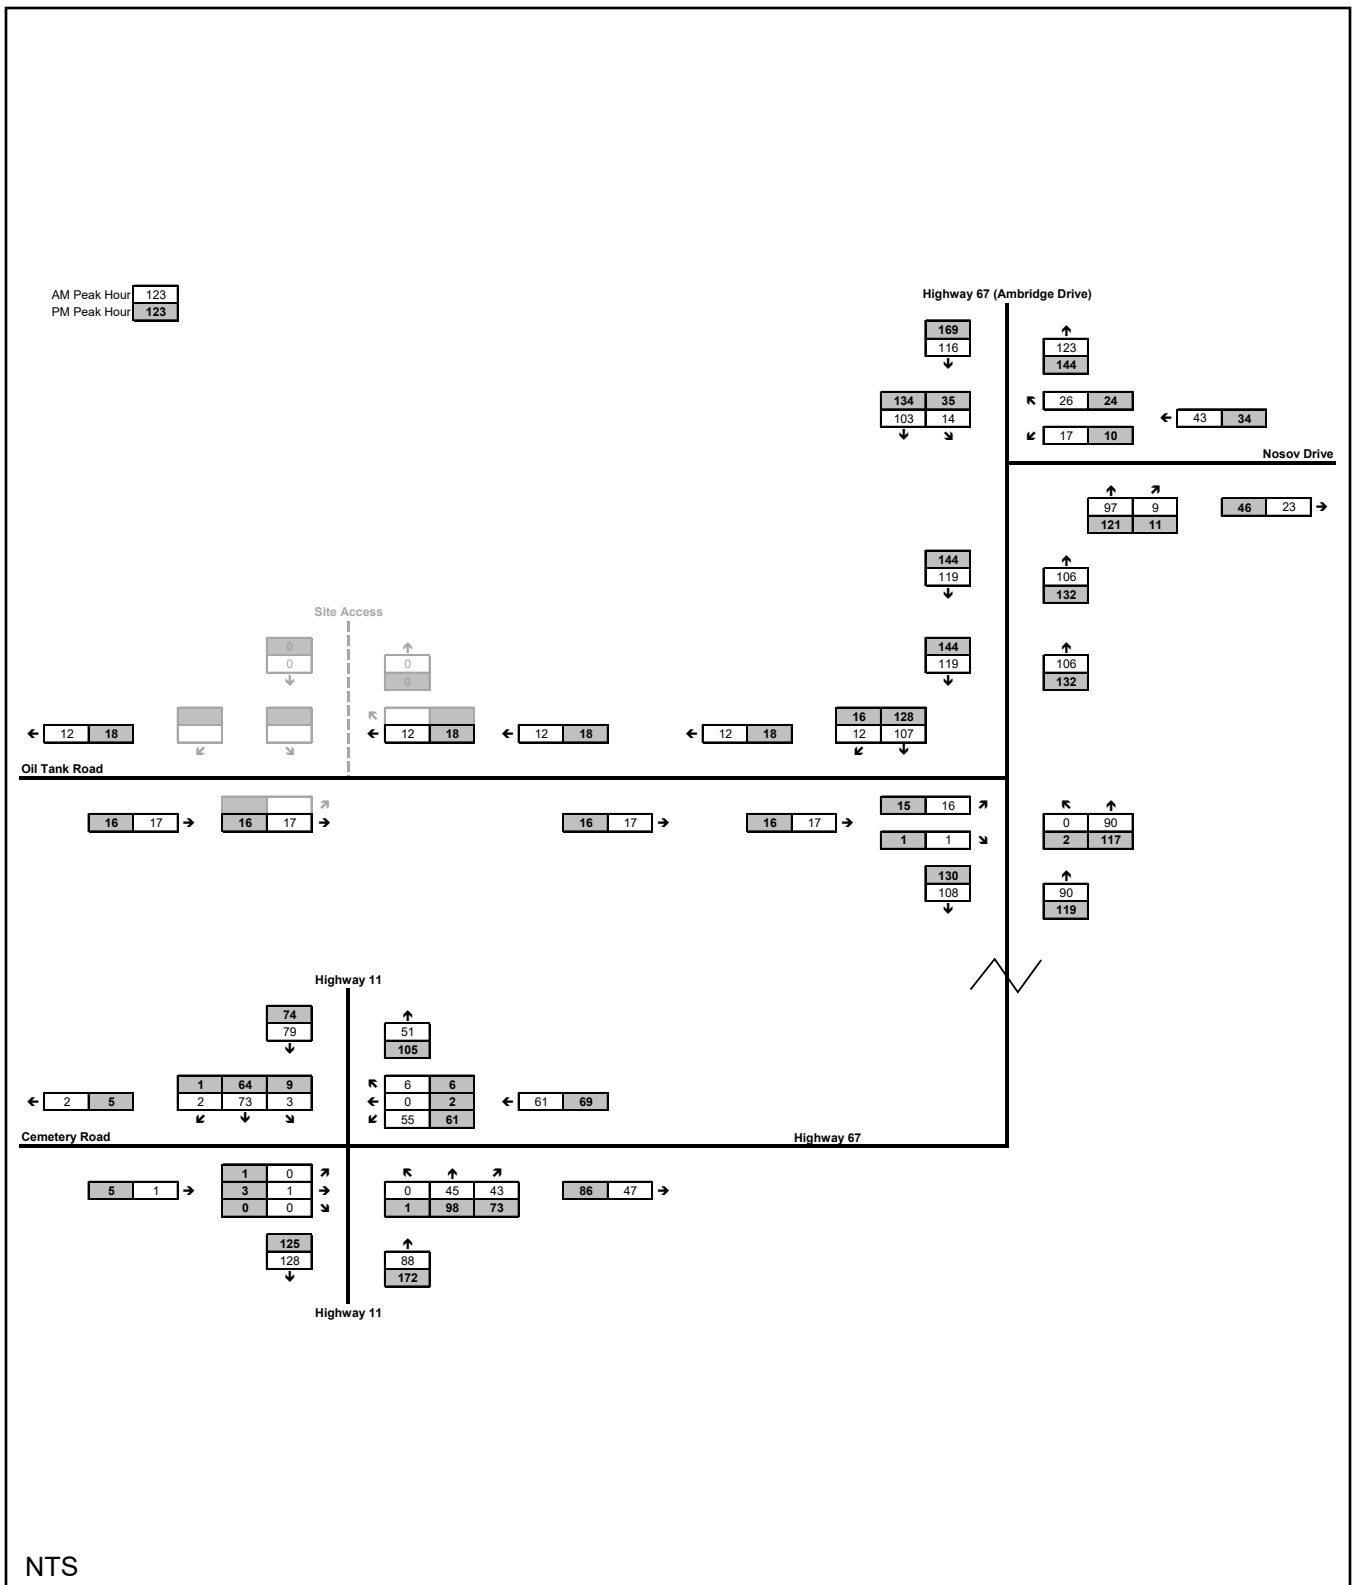 AM Peak Hour 123
PM Peak Hour 123
Highway 67 (Ambridge Drive)
169
116
↓
↑
123
144
134 35
103 14
↓ ↘
↖ 26 24
← 43 34
↙ 17 10
Nosov Drive
↑ ↗
97 9
121 11
46 23 →
144
119
↓
↑
106
132
Site Access
0
0
↓
↑
0
0
144
119
↓
↑
106
132
← 12 18
↙ ↘
↖
← 12 18
← 12 18
← 12 18
16 128
12 107
↙ ↓
Oil Tank Road
16 17 →
↗
16 17 →
16 17 →
16 17 →
15 16 ↗
1 1 ↘
↖ ↑
0 90
2 117
130
108
↓
↑
90
119
Highway 11
74
79
↓
↑
51
105
← 2 5
1 64 9
2 73 3
↙ ↓ ↘
↖ 6 6
← 0 2
↙ 55 61
← 61 69
Cemetery Road
Highway 67
5 1 →
1 0 ↗
3 1 →
0 0 ↘
↖ ↑ ↗
0 45 43
1 98 73
86 47 →
125
128
↓
↑
88
172
Highway 11
NTS